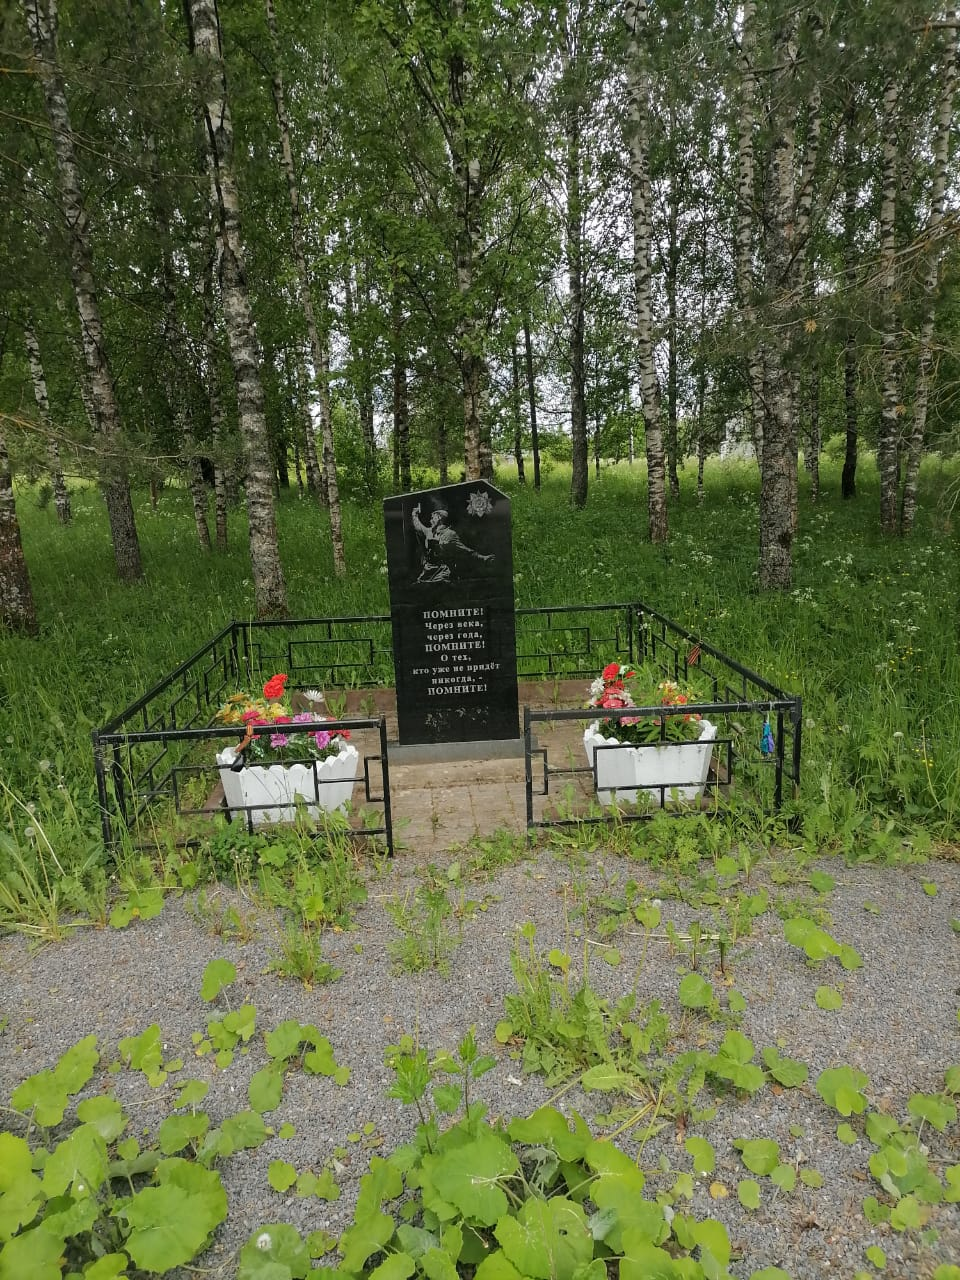 ПОМНИТЕ!
Через века,
через года,
ПОМНИТЕ!
О тех,
кто уже не придёт
никогда, -
ПОМНИТЕ!